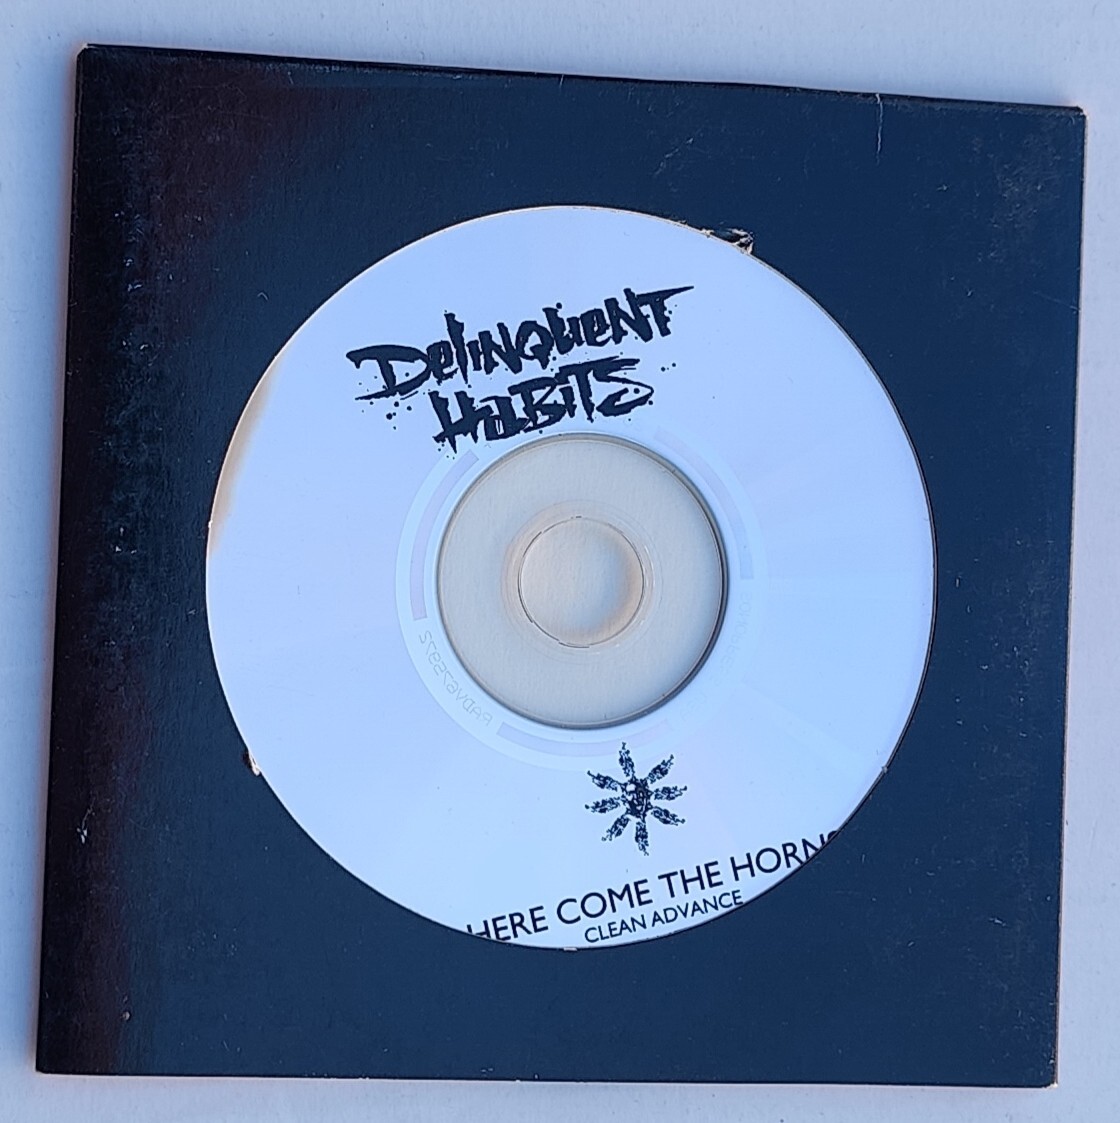 DELINQUENT
HABITS
HERE COME THE HORNS
CLEAN ADVANCE